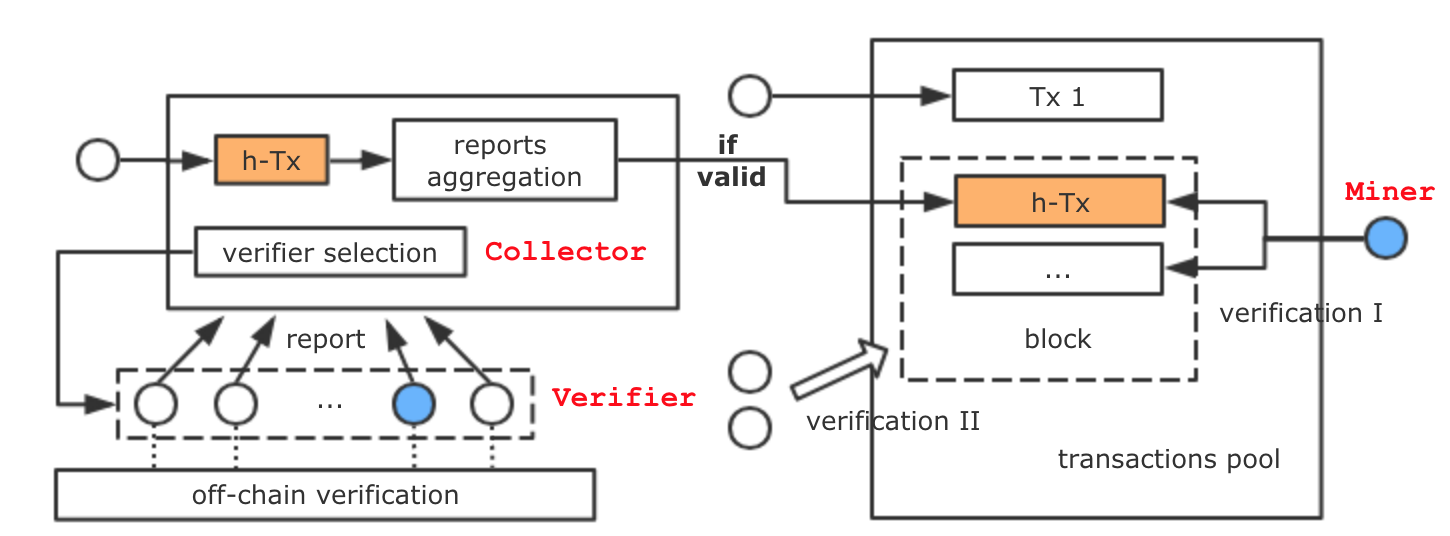 h-Tx
reports
aggregation
verifier selection
Collector
report
...
Verifier
off-chain verification
if
valid
Tx 1
h-Tx
...
block
Miner
verification I
verification II
transactions pool